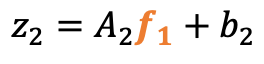 z₂ = A₂f₁ + b₂